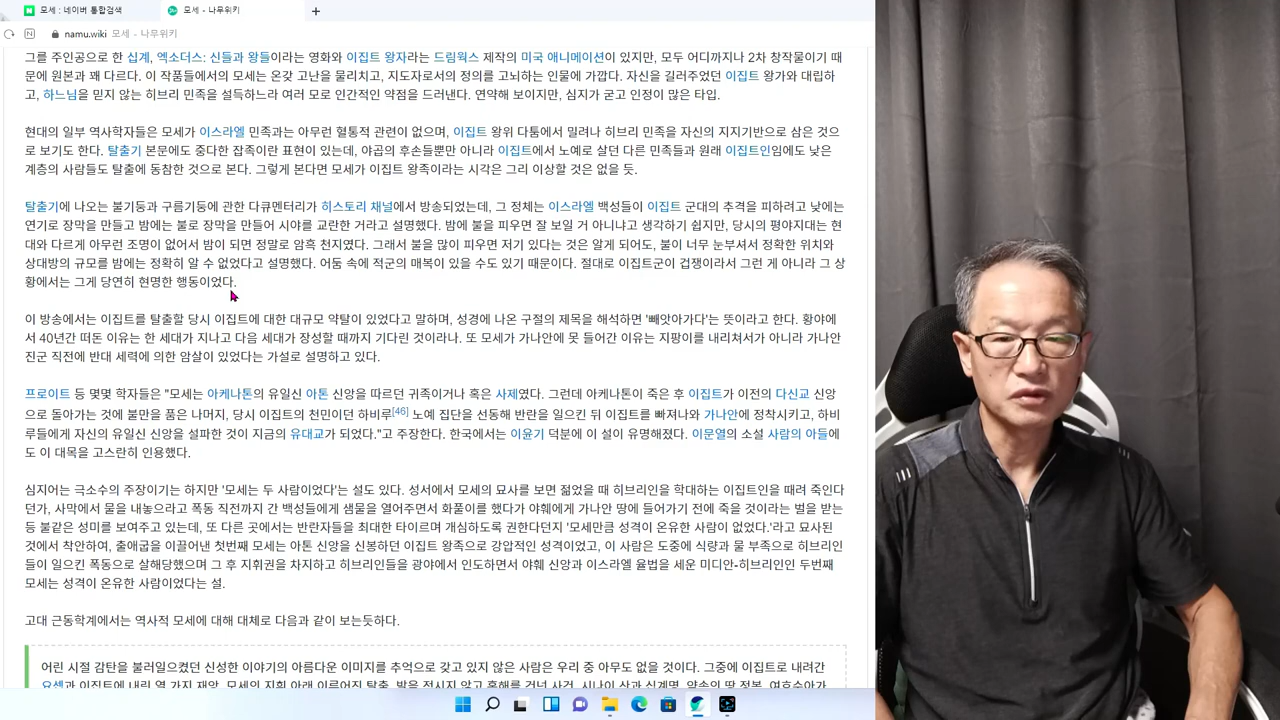 모세 : 네이버 통합검색
모세 - 나무위키
namu.wiki 모세 - 나무위키
그를 주인공으로 한 십계, 엑소더스: 신들과 왕들이라는 영화와 이집트 왕자라는 드림웍스 제작의 미국 애니메이션이 있지만, 모두 어디까지나 2차 창작물이기 때
문에 원본과 꽤 다르다. 이 작품들에서의 모세는 온갖 고난을 물리치고, 지도자로서의 정의를 고뇌하는 인물에 가깝다. 자신을 길러주었던 이집트 왕가와 대립하
고, 하느님을 믿지 않는 히브리 민족을 설득하느라 여러 모로 인간적인 약점을 드러낸다. 연약해 보이지만, 심지가 굳고 인정이 많은 타입.
현대의 일부 역사학자들은 모세가 이스라엘 민족과는 아무런 혈통적 관련이 없으며, 이집트 왕위 다툼에서 밀려나 히브리 민족을 자신의 지지기반으로 삼은 것으
로 보기도 한다. 탈출기 본문에도 중다한 잡족이란 표현이 있는데, 야곱의 후손들뿐만 아니라 이집트에서 노예로 살던 다른 민족들과 원래 이집트인임에도 낮은
계층의 사람들도 탈출에 동참한 것으로 본다. 그렇게 본다면 모세가 이집트 왕족이라는 시각은 그리 이상할 것은 없을 듯.
탈출기에 나오는 불기둥과 구름기둥에 관한 다큐멘터리가 히스토리 채널에서 방송되었는데, 그 정체는 이스라엘 백성들이 이집트 군대의 추격을 피하려고 낮에는
연기로 장막을 만들고 밤에는 불로 장막을 만들어 시야를 교란한 거라고 설명했다. 밤에 불을 피우면 잘 보일 거 아니냐고 생각하기 쉽지만, 당시의 평야지대는 현
대와 다르게 아무런 조명이 없어서 밤이 되면 정말로 암흑 천지였다. 그래서 불을 많이 피우면 저기 있다는 것은 알게 되어도, 불이 너무 눈부셔서 정확한 위치와
상대방의 규모를 밤에는 정확히 알 수 없었다고 설명했다. 어둠 속에 적군의 매복이 있을 수도 있기 때문이다. 절대로 이집트군이 겁쟁이라서 그런 게 아니라 그 상
황에서는 그게 당연히 현명한 행동이었다.
이 방송에서는 이집트를 탈출할 당시 이집트에 대한 대규모 약탈이 있었다고 말하며, 성경에 나온 구절의 제목을 해석하면 '빼앗아가다'는 뜻이라고 한다. 황야에
서 40년간 떠돈 이유는 한 세대가 지나고 다음 세대가 장성할 때까지기다린 것이라나. 또 모세가 가나안에 못 들어간 이유는 지팡이를 내리쳐서가 아니라 가나안
진군 직전에 반대 세력에 의한 암살이 있었다는 가설로 설명하고 있다.
프로이트 등 몇몇 학자들은 "모세는 아케나톤의 유일신 아톤 신앙을 따르던 귀족이거나 혹은 사제였다. 그런데 아케나톤이 죽은 후 이집트가 이전의 다신교 신앙
으로 돌아가는 것에 불만을 품은 나머지, 당시 이집트의 천민이던 하비루[46] 노예 집단을 선동해 반란을 일으킨 뒤 이집트를 빠져나와 가나안에 정착시키고, 하비
루들에게 자신의 유일신 신앙을 설파한 것이 지금의 유대교가 되었다."고 주장한다. 한국에서는 이윤기 덕분에 이 설이 유명해졌다. 이문열의 소설 사람의 아들에
도 이 대목을 고스란히 인용했다.
심지어는 극소수의 주장이기는 하지만 '모세는 두 사람이었다'는 설도 있다. 성서에서 모세의 묘사를 보면 젊었을 때 히브리인을 학대하는 이집트인을 때려 죽인다
던가, 사막에서 물을 내놓으라고 폭동 직전까지 간 백성들에게 샘물을 열어주면서 화풀이를 했다가 야훼에게 가나안 땅에 들어가기 전에 죽을 것이라는 벌을 받는
등 불같은 성미를 보여주고 있는데, 또 다른 곳에서는 반란자들을 최대한 타이르며 개심하도록 권한다던지 '모세만큼 성격이 온유한 사람이 없었다.'라고 묘사된
것에서 착안하여, 출애굽을 이끌어낸 첫번째 모세는 아톤 신앙을 신봉하던 이집트 왕족으로 강압적인 성격이었고, 이 사람은 도중에 식량과 물 부족으로 히브리인
들이 일으킨 폭동으로 살해당했으며 그 후 지휘권을 차지하고 히브리인들을 광야에서 인도하면서 야훼 신앙과 이스라엘 율법을 세운 미디안-히브리인인 두번째
모세는 성격이 온유한 사람이었다는 설.
고대 근동학계에서는 역사적 모세에 대해 대체로 다음과 같이 보는듯하다.
어린 시절 감탄을 불러일으켰던 신성한 이야기의 아름다운 이미지를 추억으로 갖고 있지 않은 사람은 우리 중 아무도 없을 것이다. 그중에 이집트로 내려간